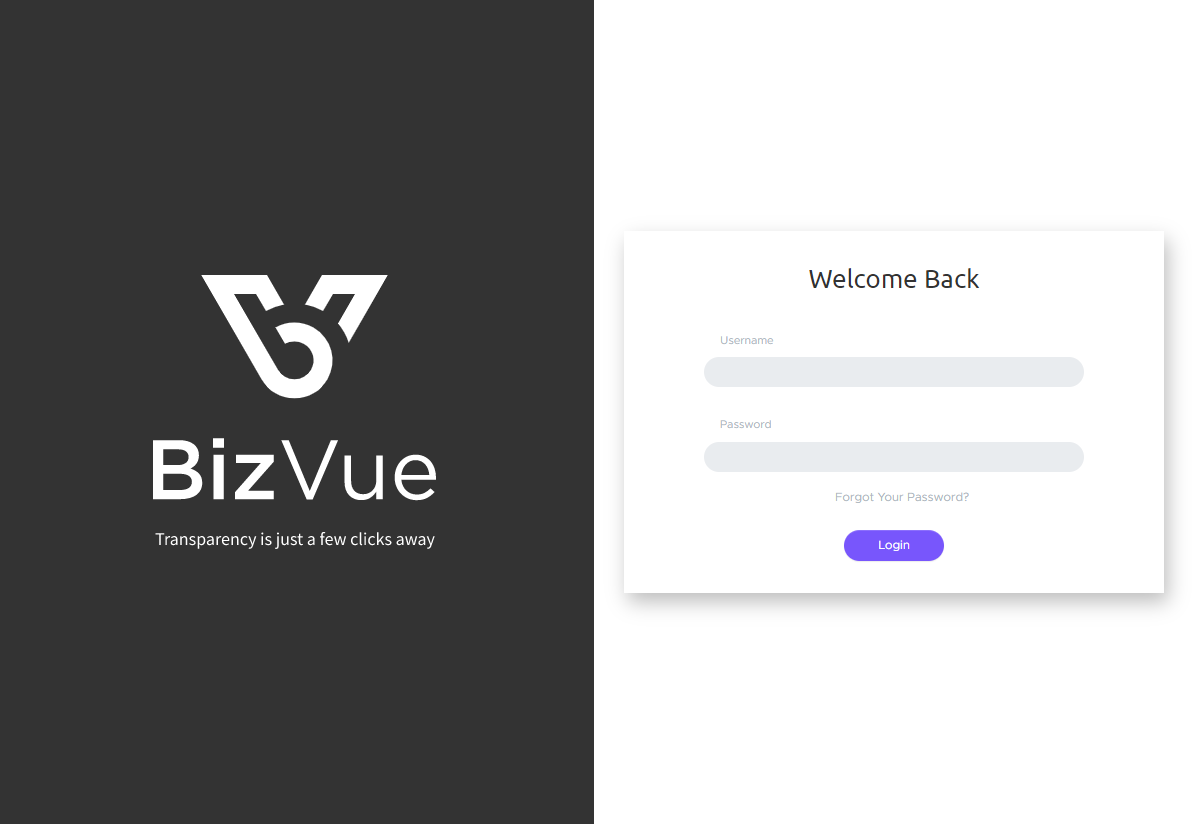 BizVue
Transparency is just a few clicks away
Welcome Back
Username
Password
Forgot Your Password?
Login